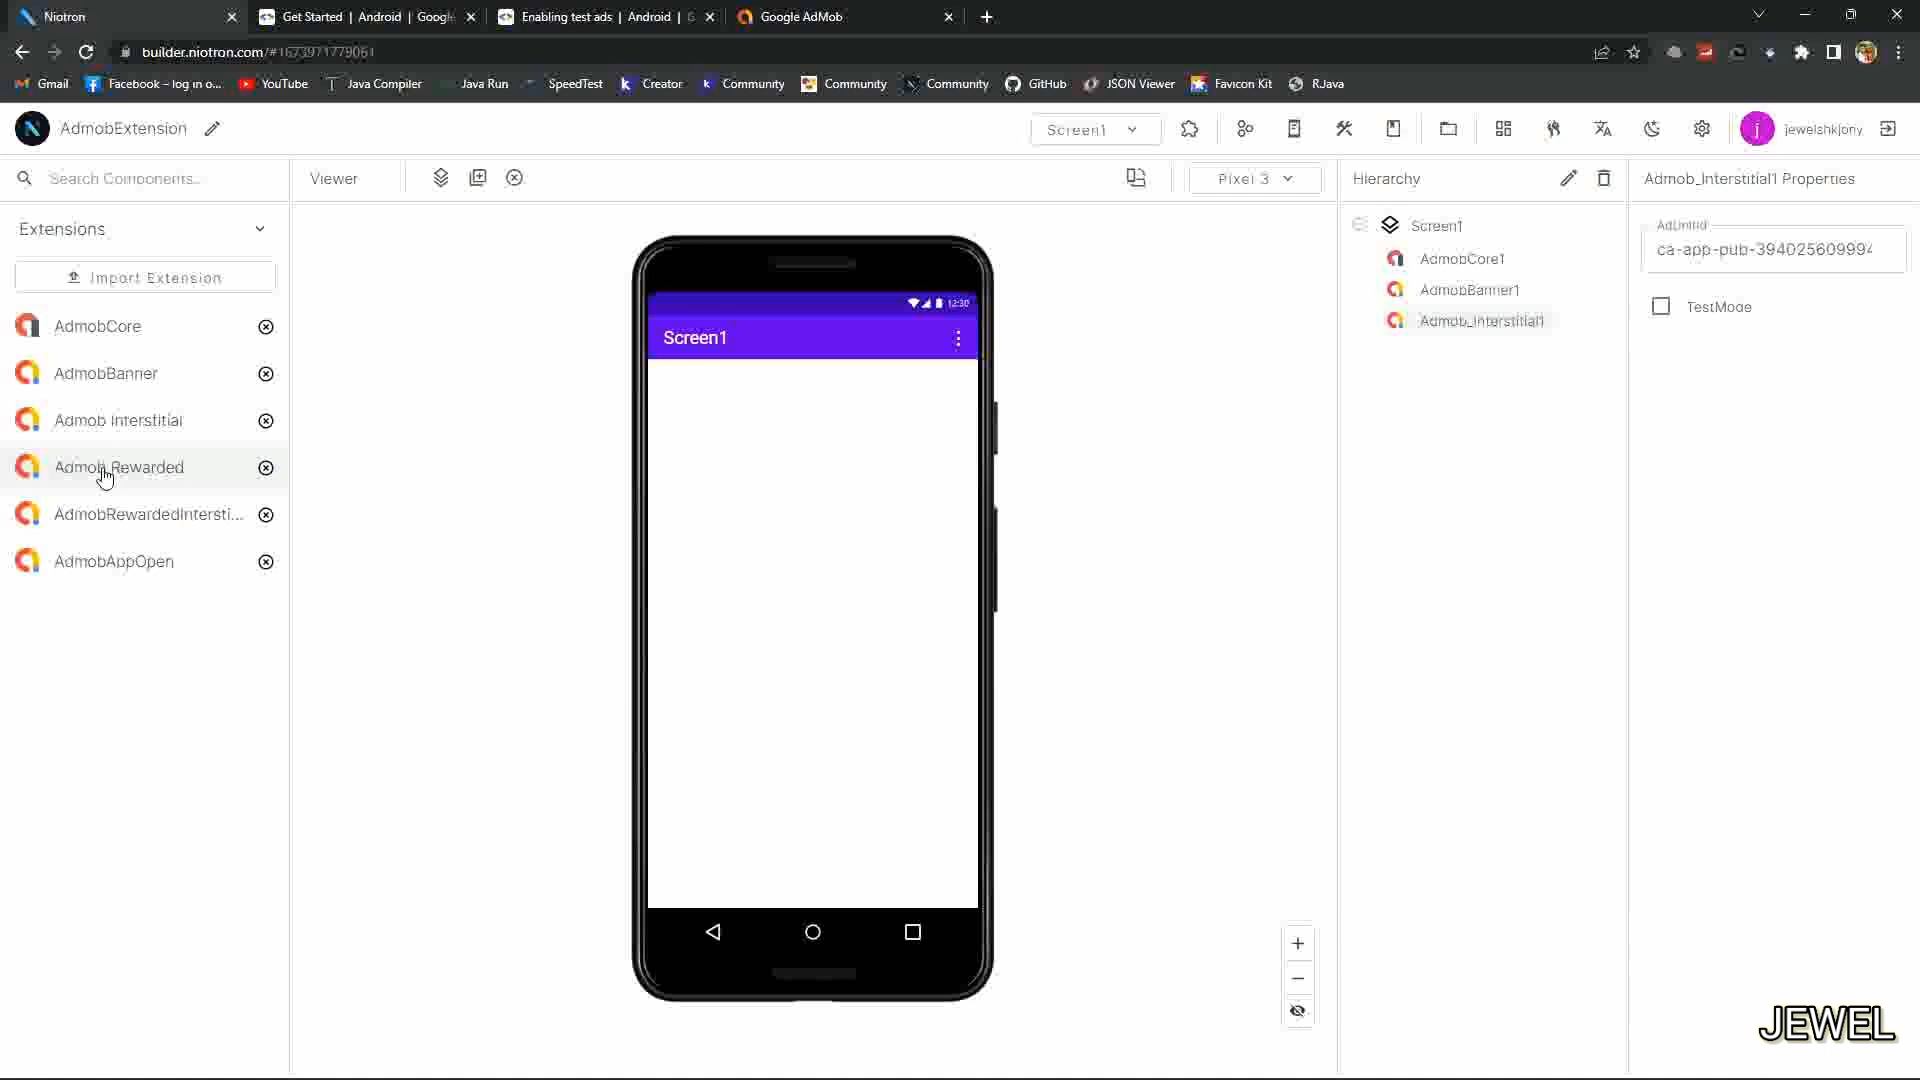 Niotron
Get Started | Android | Google
Enabling test ads | Android | G
Google AdMob
builder.niotron.com/#1673971779061
Gmail
Facebook – log in o...
YouTube
Java Compiler
Java Run
SpeedTest
Creator
Community
Community
Community
GitHub
JSON Viewer
Favicon Kit
RJava
AdmobExtension
Screen1
j
jewelshkjony
Search Components...
Viewer
Pixel 3
Hierarchy
Admob_Interstitial1 Properties
Extensions
Import Extension
AdmobCore
AdmobBanner
Admob Interstitial
Admob Rewarded
AdmobRewardedIntersti...
AdmobAppOpen
12:30
Screen1
Screen1
AdmobCore1
AdmobBanner1
Admob_Interstitial1
AdUnitId
ca-app-pub-39402560999
TestMode
JEWEL